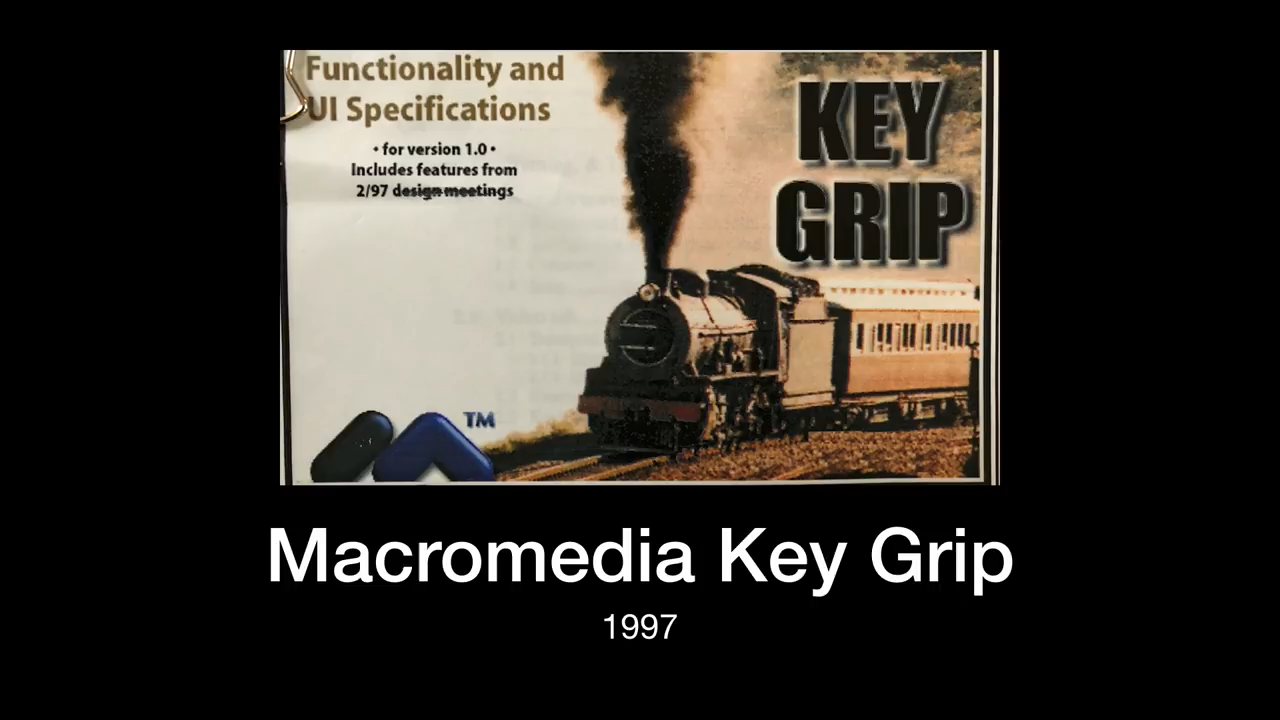 Functionality and
UI Specifications
• for version 1.0 •
Includes features from
2/97 design meetings
KEY
GRIP
TM
Macromedia Key Grip
1997